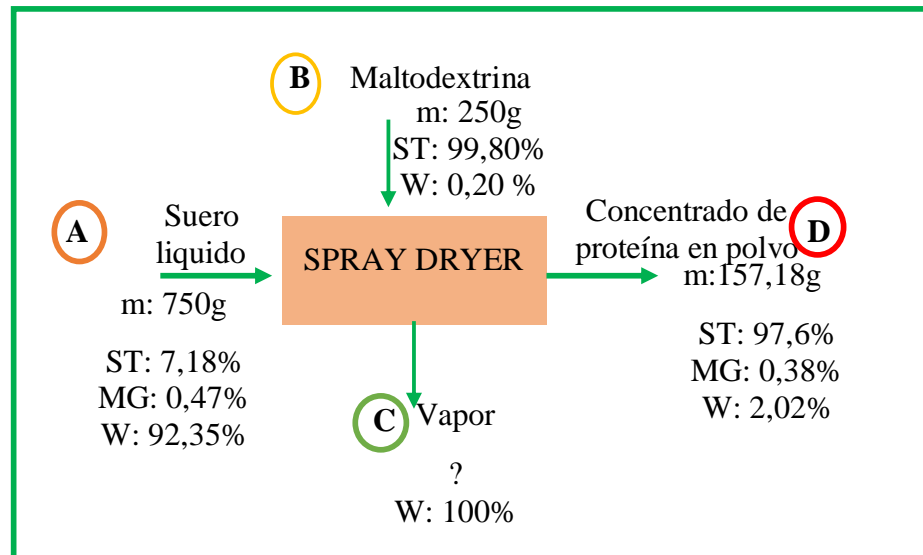 B Maltodextrina
m: 250g
ST: 99,80%
W: 0,20 %
A
Suero
liquido
m: 750g
ST: 7,18%
MG: 0,47%
W: 92,35%
SPRAY DRYER
Concentrado de
proteína en polvo
D
m:157,18g
ST: 97,6%
MG: 0,38%
W: 2,02%
C Vapor
?
W: 100%